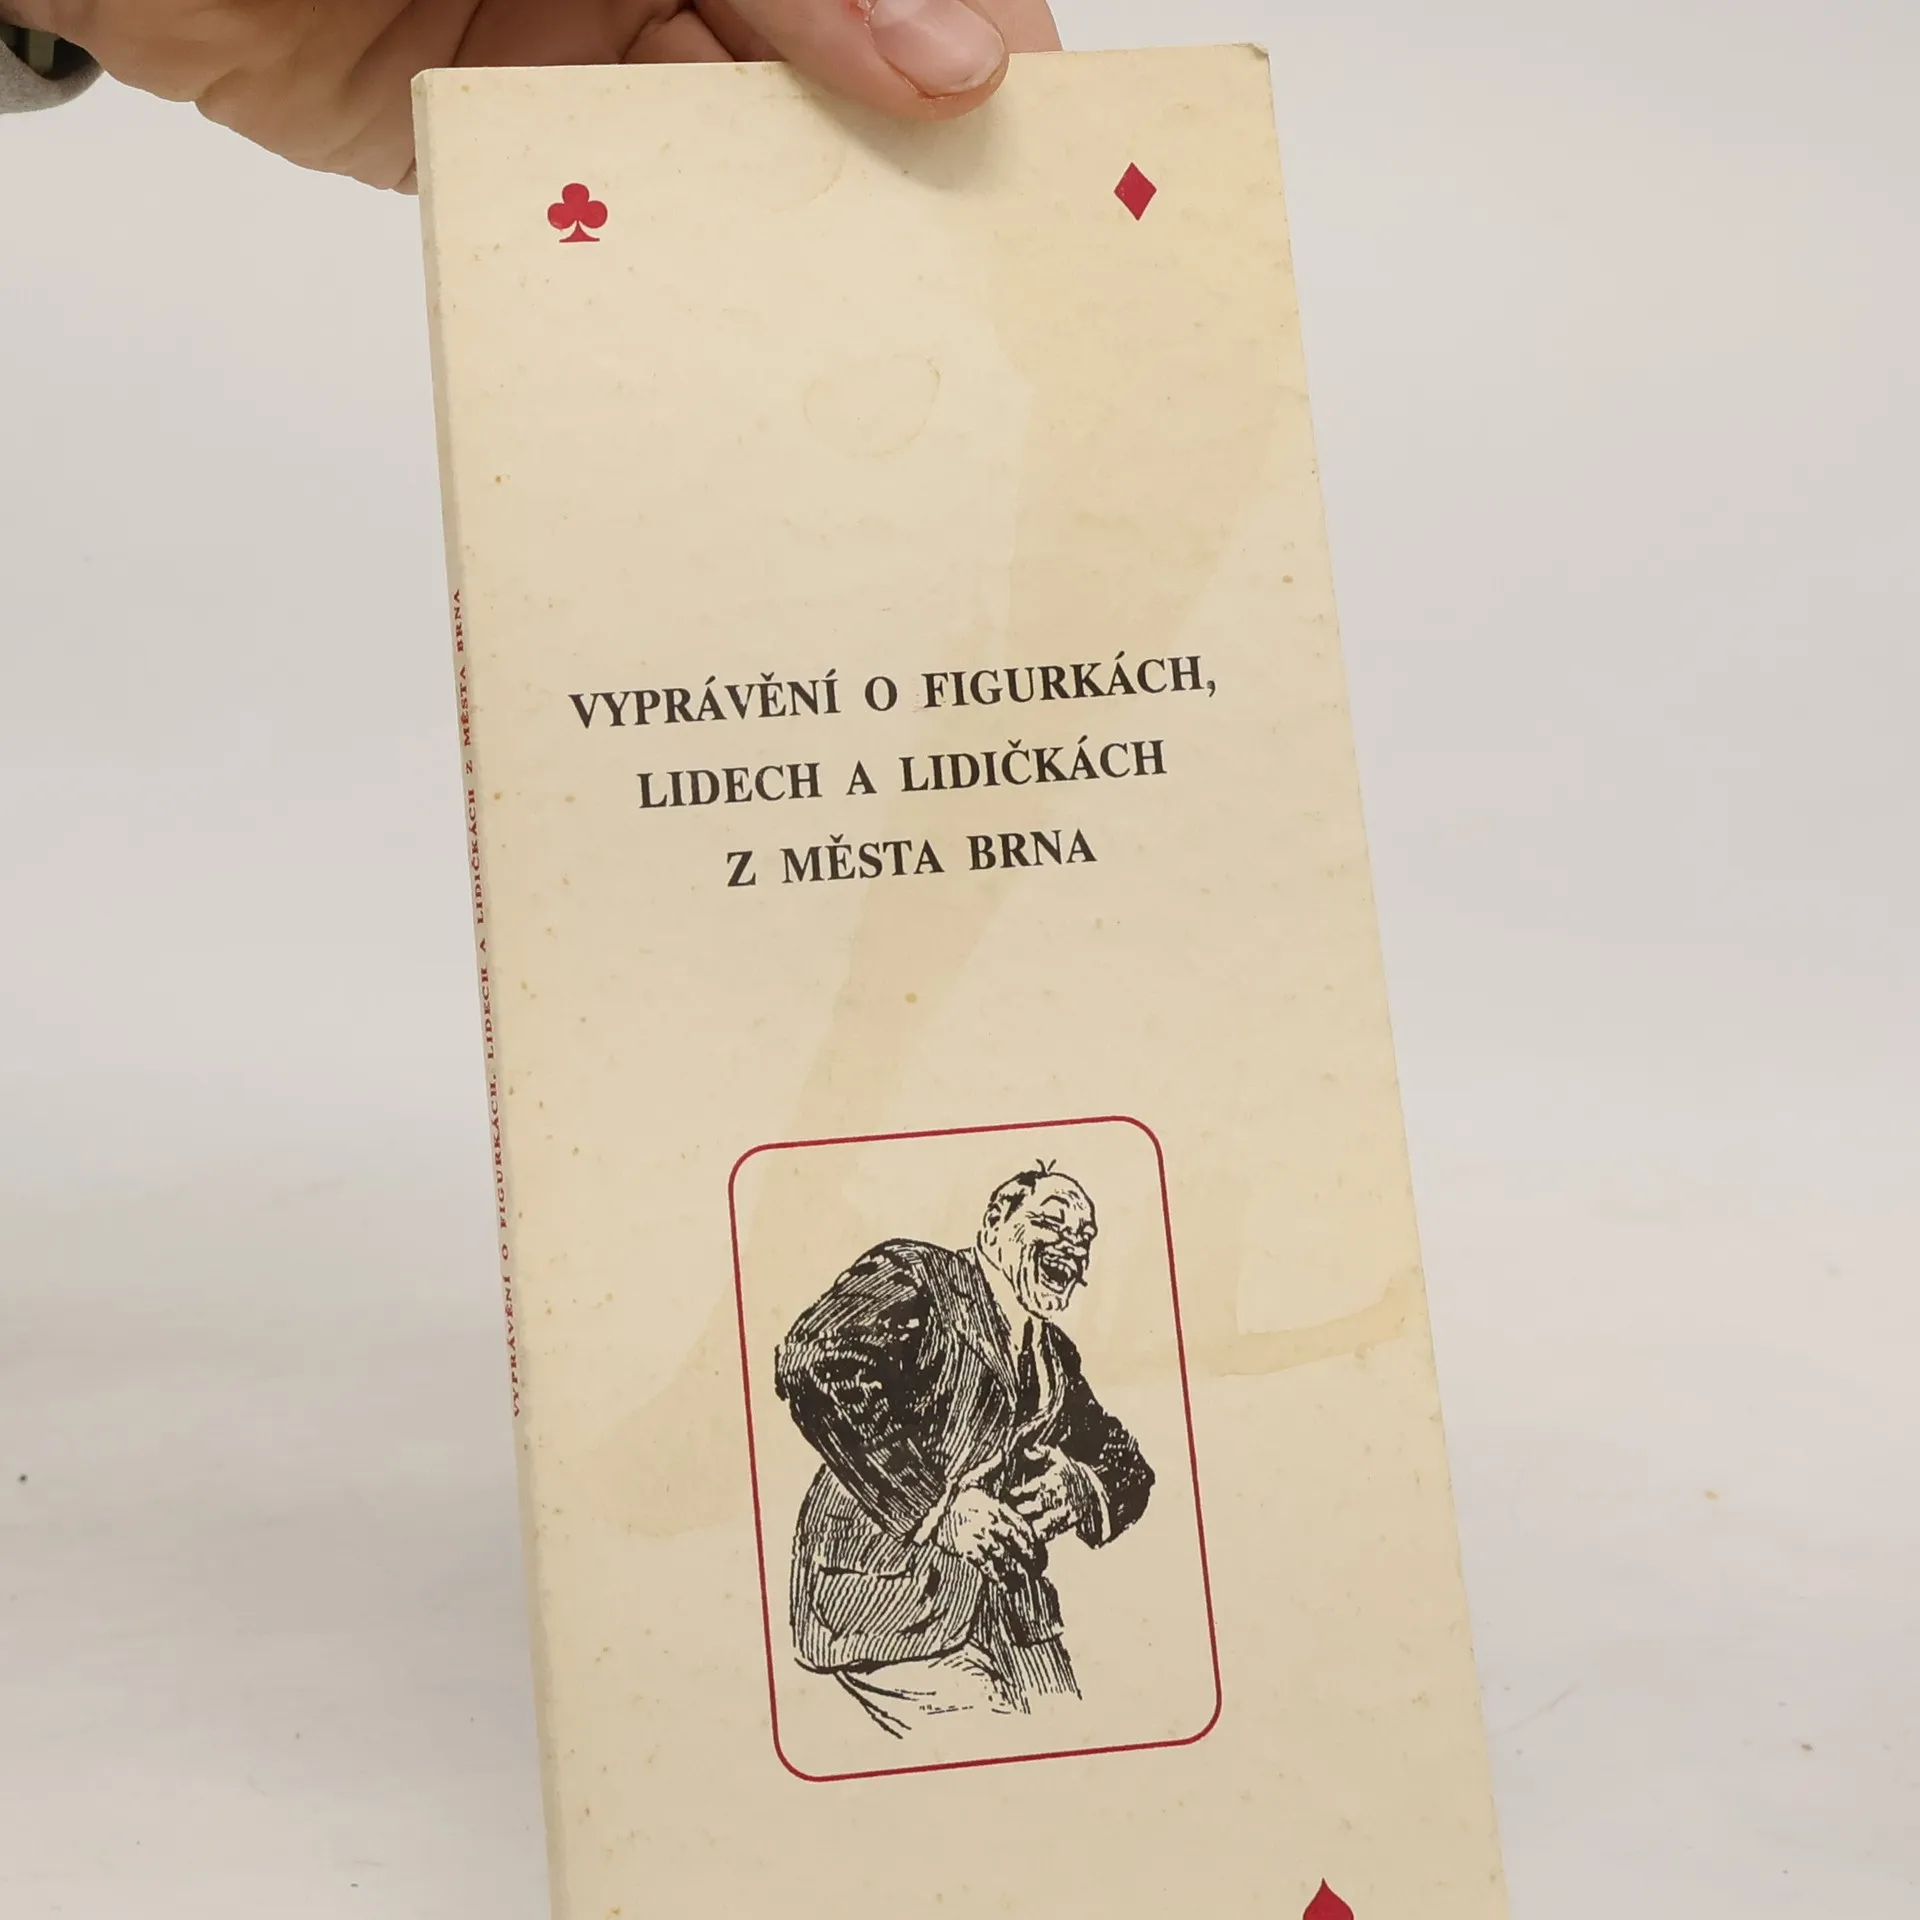 VYPRÁVĚNÍ O FIGURKÁCH,
LIDECH A LIDIČKÁCH
Z MĚSTA BRNA
VYPRÁVĚNÍ O FIGURKÁCH, LIDECH A LIDIČKÁCH Z MĚSTA BRNA